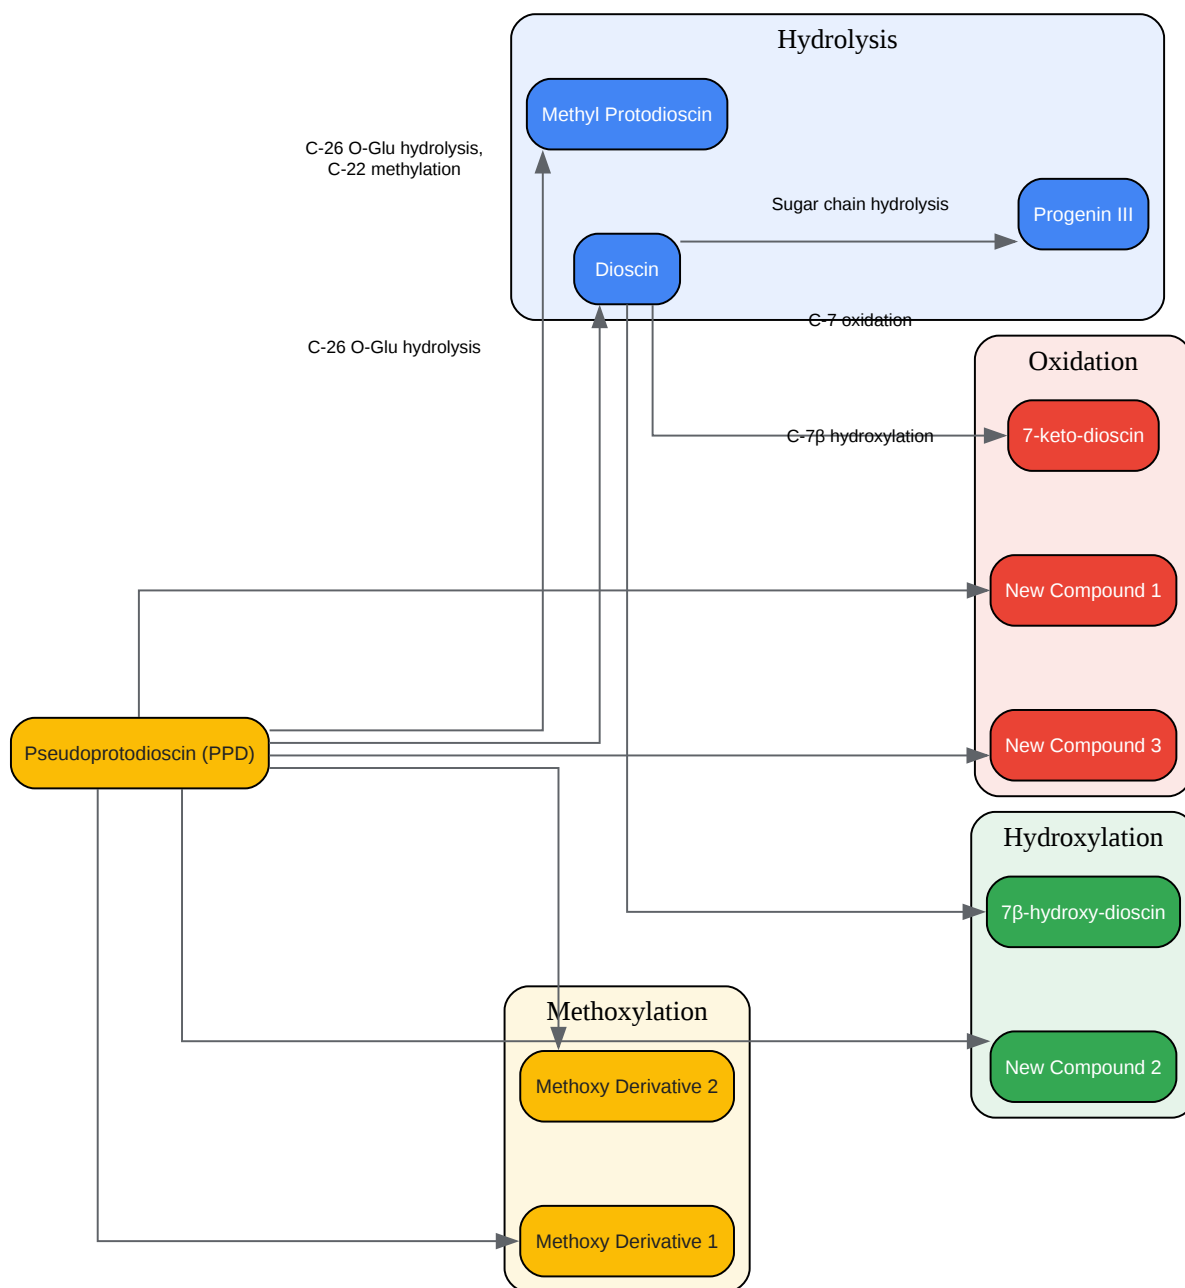 Hydrolysis
Methyl Protodioscin
C-26 O-Glu hydrolysis,
C-22 methylation
Sugar chain hydrolysis
Progenin III
Dioscin
C-7 oxidation
C-26 O-Glu hydrolysis
Oxidation
C-7β hydroxylation
7-keto-dioscin
New Compound 1
Pseudoprotodioscin (PPD)
New Compound 3
Hydroxylation
7β-hydroxy-dioscin
Methoxylation
New Compound 2
Methoxy Derivative 2
Methoxy Derivative 1